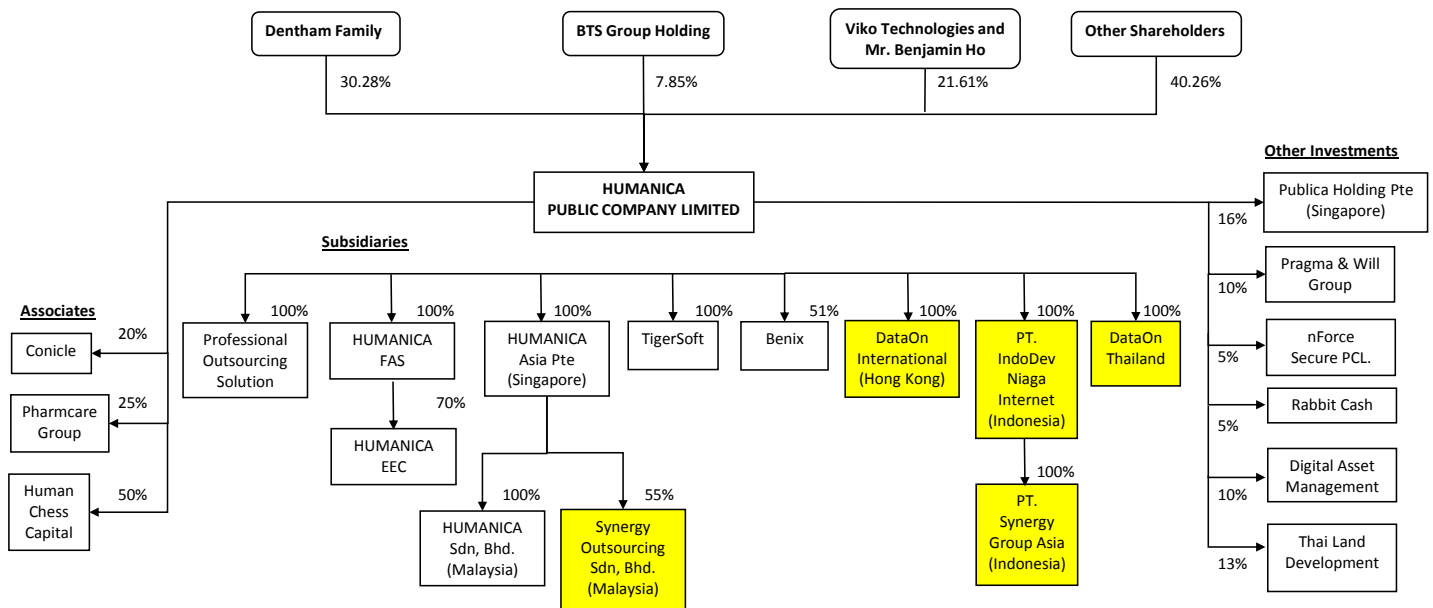 Dentham Family
BTS Group Holding
Viko Technologies and
Mr. Benjamin Ho
Other Shareholders
30.28%
7.85%
21.61%
40.26%
HUMANICA
PUBLIC COMPANY LIMITED
Other Investments
Publica Holding Pte
(Singapore)
16%
Pragma & Will
Group
10%
nForce
Secure PCL.
5%
Rabbit Cash
5%
Digital Asset
Management
10%
Thai Land
Development
13%
Subsidiaries
100%
Professional
Outsourcing
Solution
100%
HUMANICA
FAS
70%
HUMANICA
EEC
100%
HUMANICA
Asia Pte
(Singapore)
100%
HUMANICA
Sdn, Bhd.
(Malaysia)
55%
Synergy
Outsourcing
Sdn, Bhd.
(Malaysia)
100%
TigerSoft
51%
Benix
100%
DataOn
International
(Hong Kong)
100%
PT.
IndoDev
Niaga
Internet
(Indonesia)
100%
PT.
Synergy
Group Asia
(Indonesia)
100%
DataOn
Thailand
Associates
20%
Conicle
25%
Pharmcare
Group
50%
Human
Chess
Capital